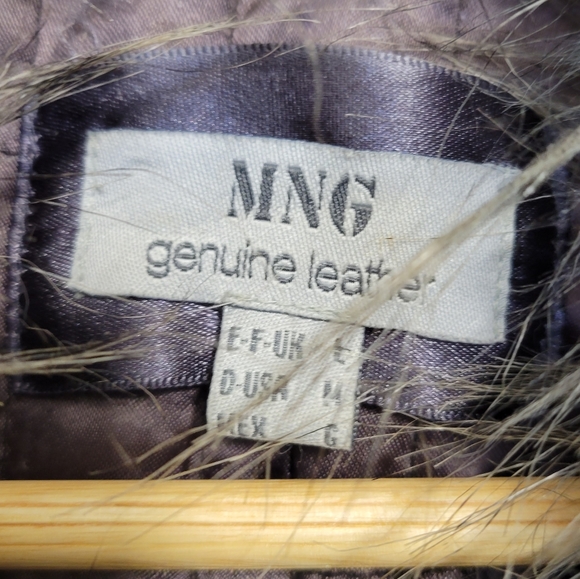 MNG
genuine leather
E-F-UK L
D-USA M
MEX G